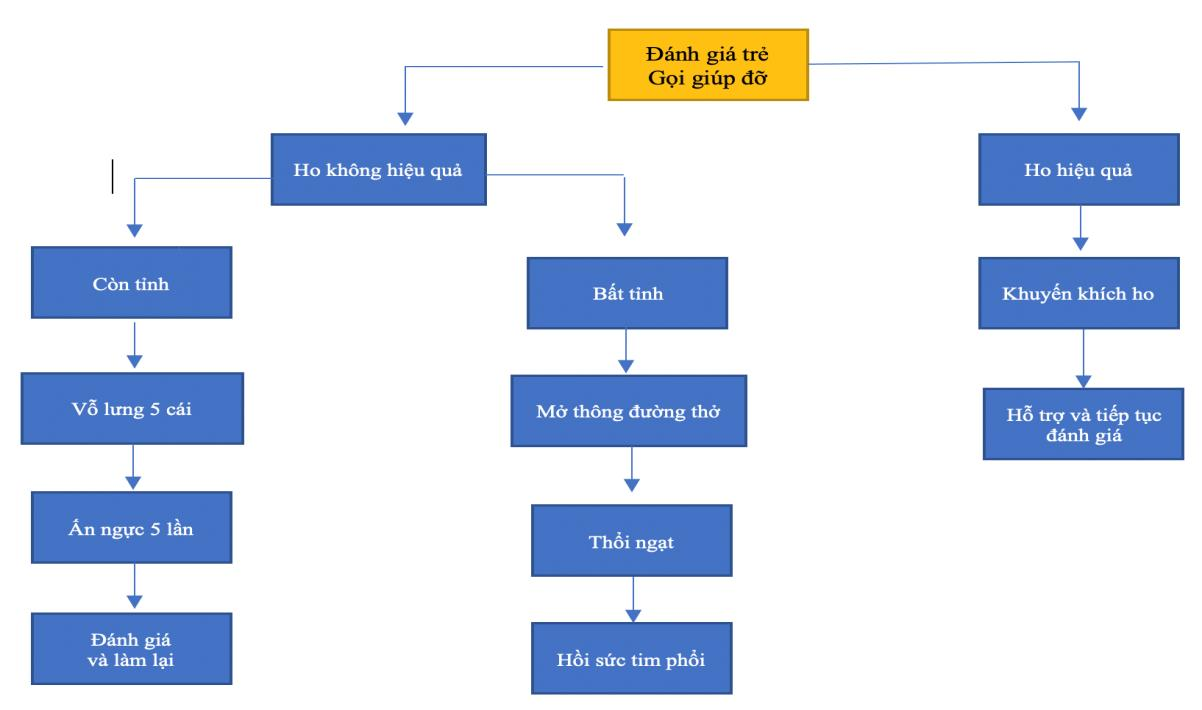 Đánh giá trẻ
Gọi giúp đỡ
Ho không hiệu quả
Ho hiệu quả
Còn tỉnh
Bất tỉnh
Khuyến khích ho
Vỗ lưng 5 cái
Mở thông đường thở
Hỗ trợ và tiếp tục
đánh giá
Ấn ngực 5 lần
Thổi ngạt
Đánh giá
và làm lại
Hồi sức tim phổi